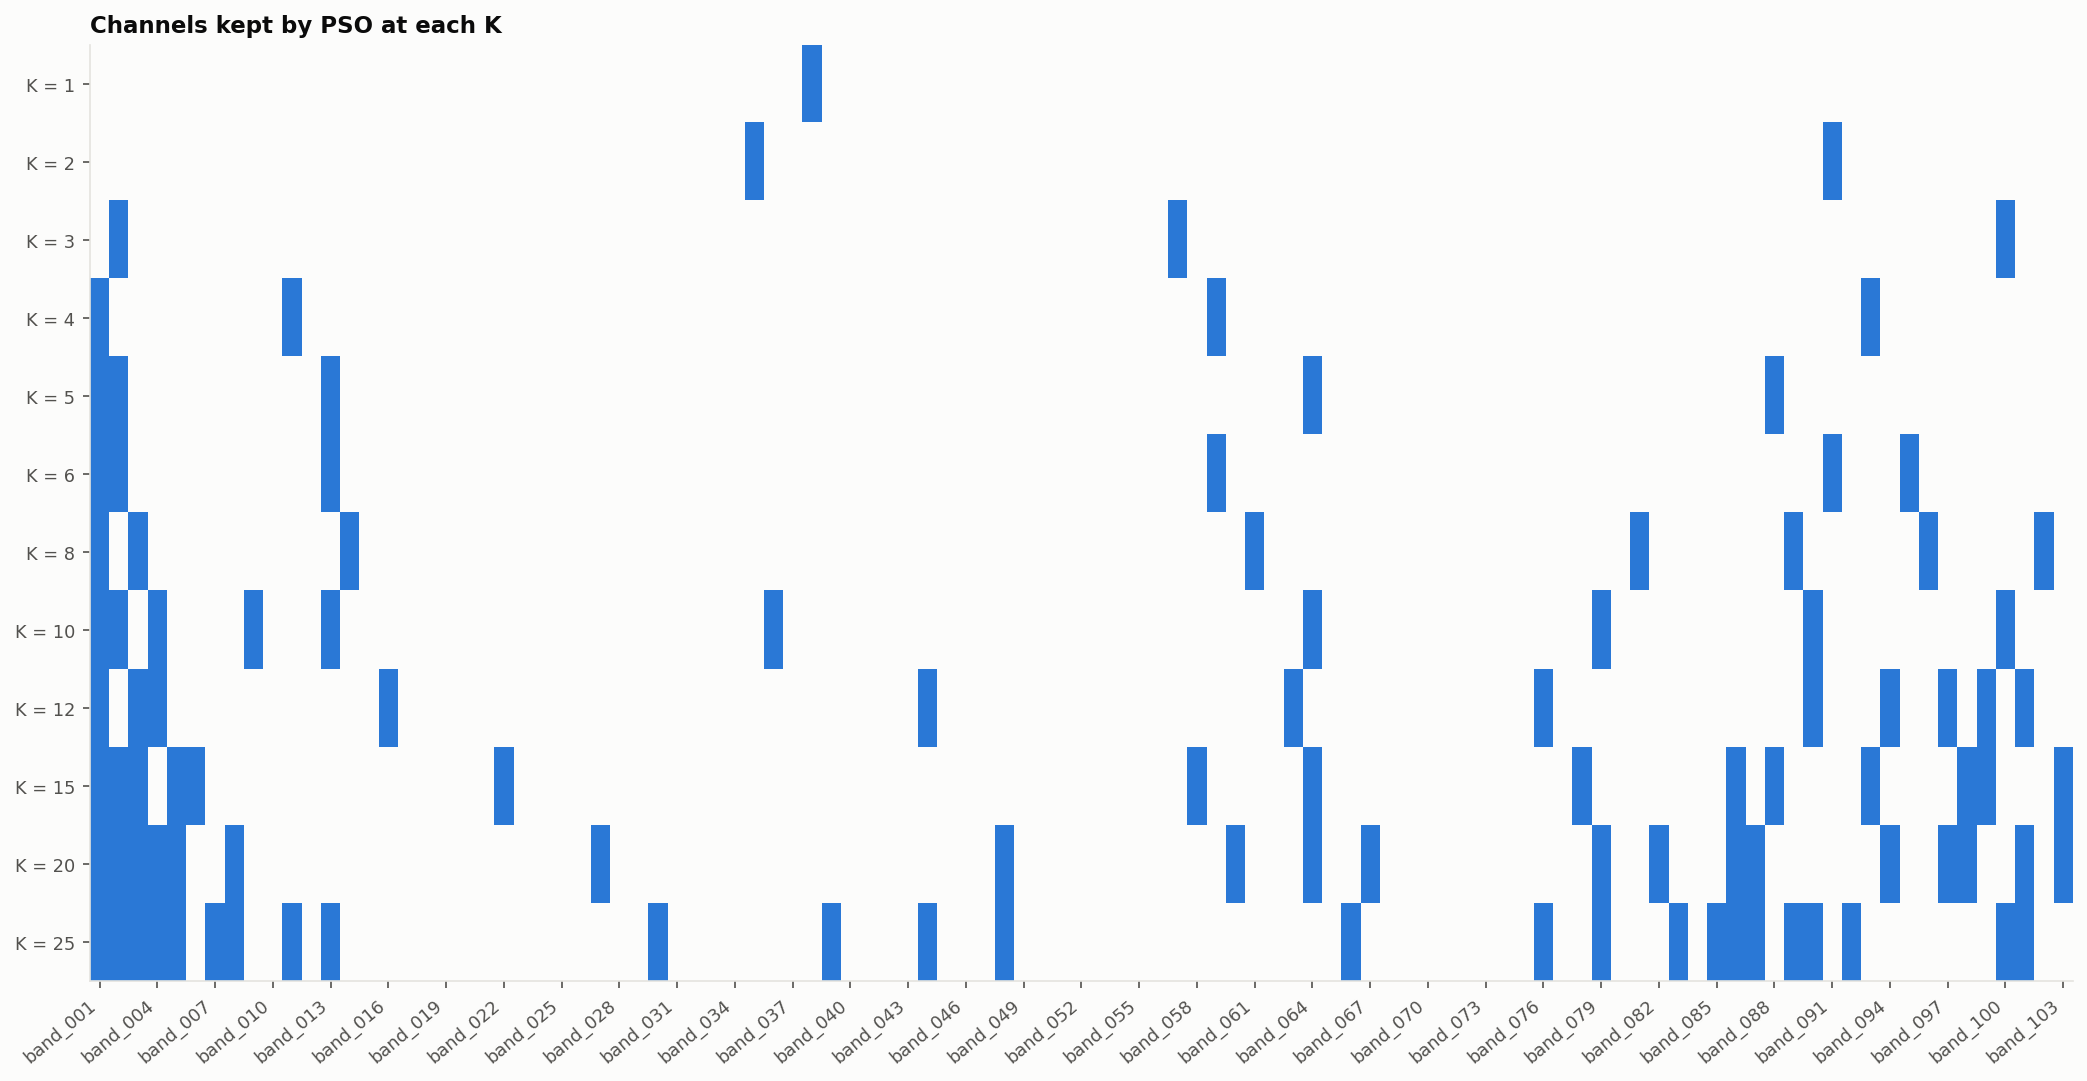 Channels kept by PSO at each K
K = 1
K = 2
K = 3
K = 4
K = 5
K = 6
K = 8
K = 10
K = 12
K = 15
K = 20
K = 25
band_001
band_004
band_007
band_010
band_013
band_016
band_019
band_022
band_025
band_028
band_031
band_034
band_037
band_040
band_043
band_046
band_049
band_052
band_055
band_058
band_061
band_064
band_067
band_070
band_073
band_076
band_079
band_082
band_085
band_088
band_091
band_094
band_097
band_100
band_103